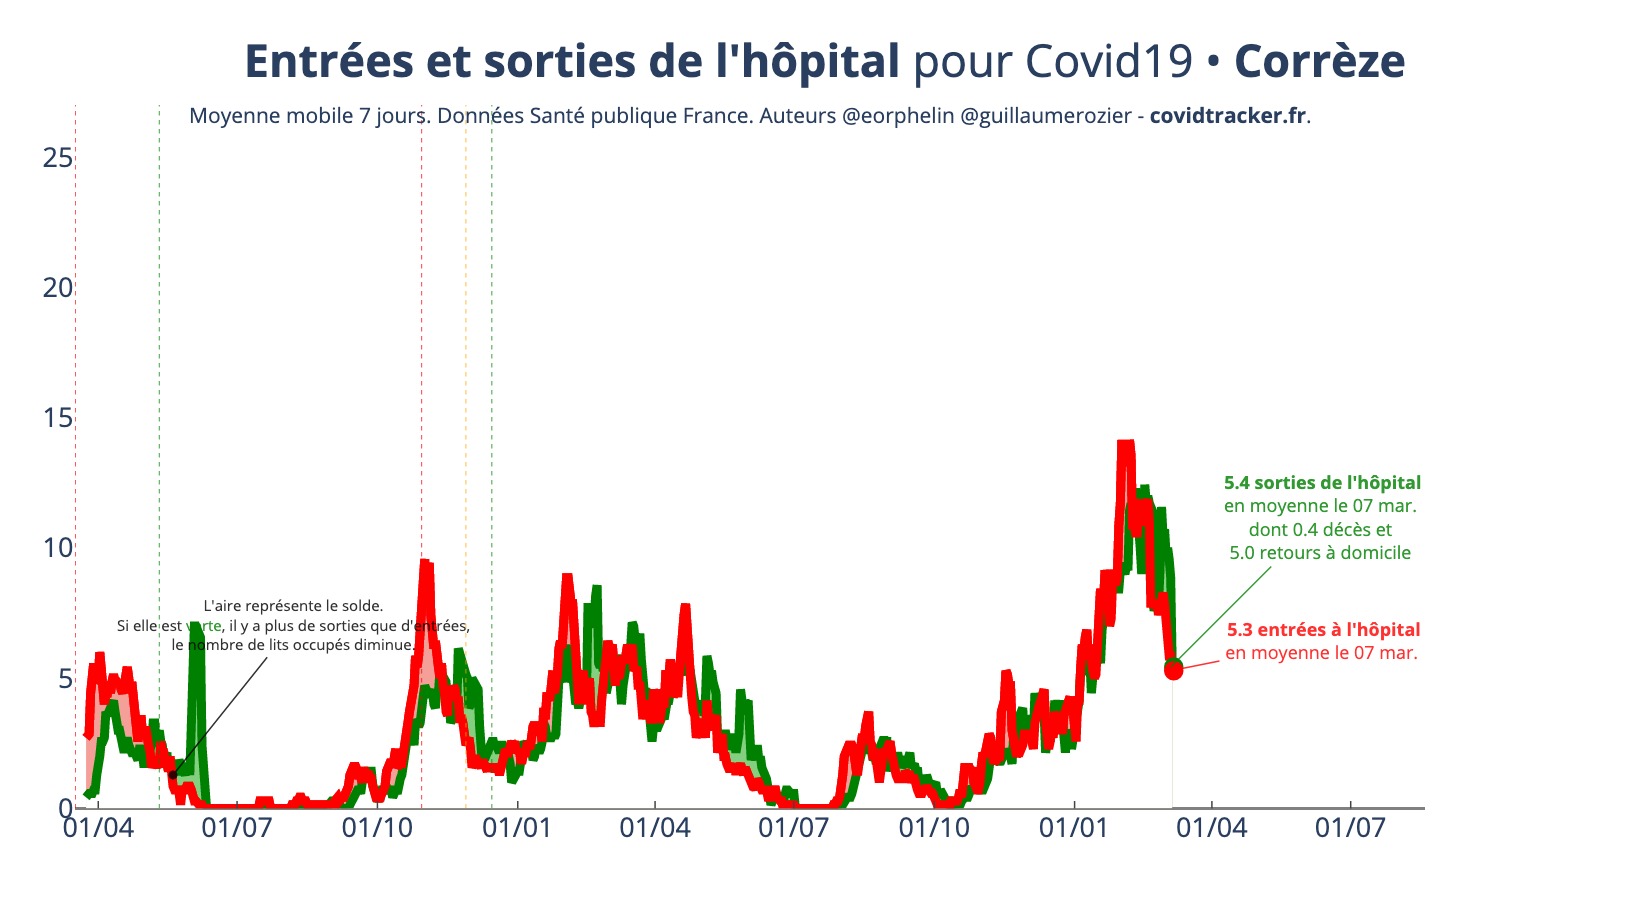 Entrées et sorties de l'hôpital pour Covid19 • Corrèze
Moyenne mobile 7 jours. Données Santé publique France. Auteurs @eorphelin @guillaumerozier - covidtracker.fr.
25
20
15
10
5
0
5.4 sorties de l'hôpital
en moyenne le 07 mar.
dont 0.4 décès et
5.0 retours à domicile
L'aire représente le solde.
Si elle est verte, il y a plus de sorties que d'entrées,
le nombre de lits occupés diminue.
5.3 entrées à l'hôpital
en moyenne le 07 mar.
01/04 01/07 01/10 01/01 01/04 01/07 01/10 01/01 01/04 01/07